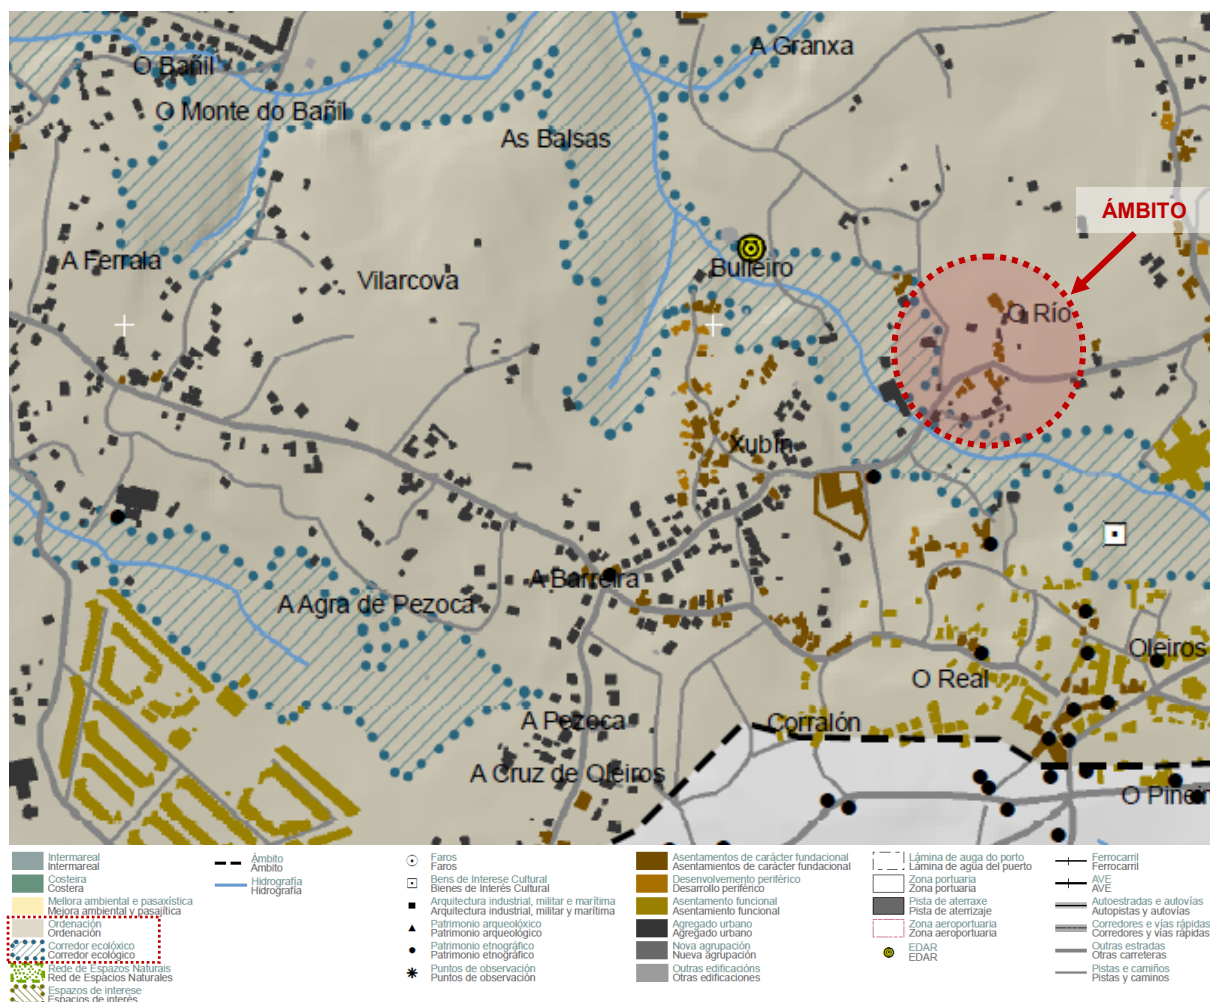 A Granxa
O Bañil
O Monte do Bañil
As Balsas
ÁMBITO
A Ferrala
Bulleiro
Vilarcova
O Río
Xubín
A Barreira
A Agra de Pezoca
Oleiros
O Real
A Pezoca
Corralón
A Cruz de Oleiros
O Piñeir
Intermareal
Intermareal
Costeira
Costera
Mellora ambiental e pasaxística
Mejora ambiental y pasajítica
Ordenación
Ordenación
Corredor ecolóxico
Corredor ecológico
Rede de Espazos Naturais
Red de Espacios Naturales
Espazos de interese
Espacios de interés
Ámbito
Ámbito
Hidrografía
Hidrografía
Faros
Faros
Bens de Interese Cultural
Bienes de Interés Cultural
Arquitectura industrial, militar e marítima
Arquitectura industrial, militar y marítima
Patrimonio arqueolóxico
Patrimonio arqueológico
Patrimonio etnográfico
Patrimonio etnográfico
Puntos de observación
Puntos de observación
Asentamentos de carácter fundacional
Asentamientos de carácter fundacional
Desenvolvemento periférico
Desarrollo periférico
Asentamento funcional
Asentamiento funcional
Agregado urbano
Agregado urbano
Nova agrupación
Nueva agrupación
Outras edificacións
Otras edificaciones
Lámina de auga do porto
Lámina de agua del puerto
Zona portuaria
Zona portuaria
Pista de aterraxe
Pista de aterrizaje
Zona aeroportuaria
Zona aeroportuaria
EDAR
EDAR
Ferrocarril
Ferrocarril
AVE
AVE
Autoestradas e autovías
Autopistas y autovías
Corredores e vías rápidas
Corredores y vías rápidas
Outras estradas
Otras carreteras
Pistas e camiños
Pistas y caminos